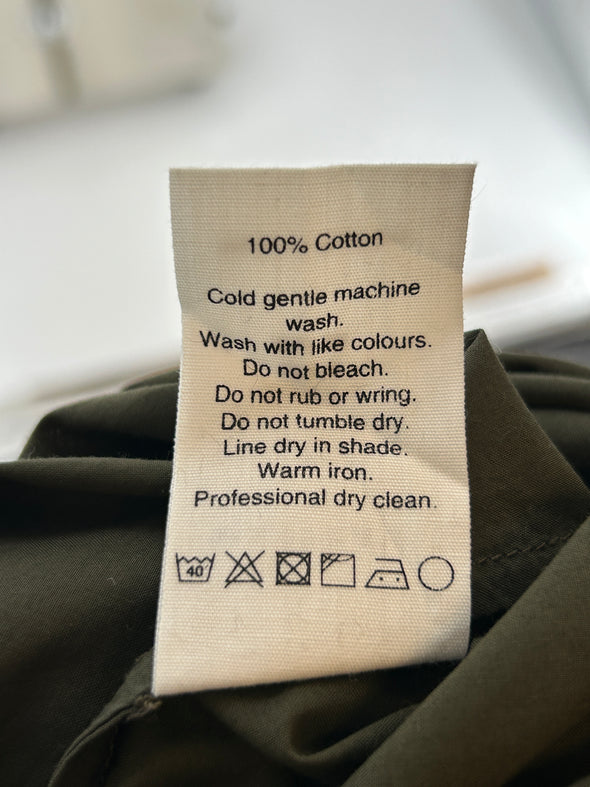 100% Cotton
Cold gentle machine
wash.
Wash with like colours.
Do not bleach.
Do not rub or wring.
Do not tumble dry.
Line dry in shade.
Warm iron.
Professional dry clean.
40